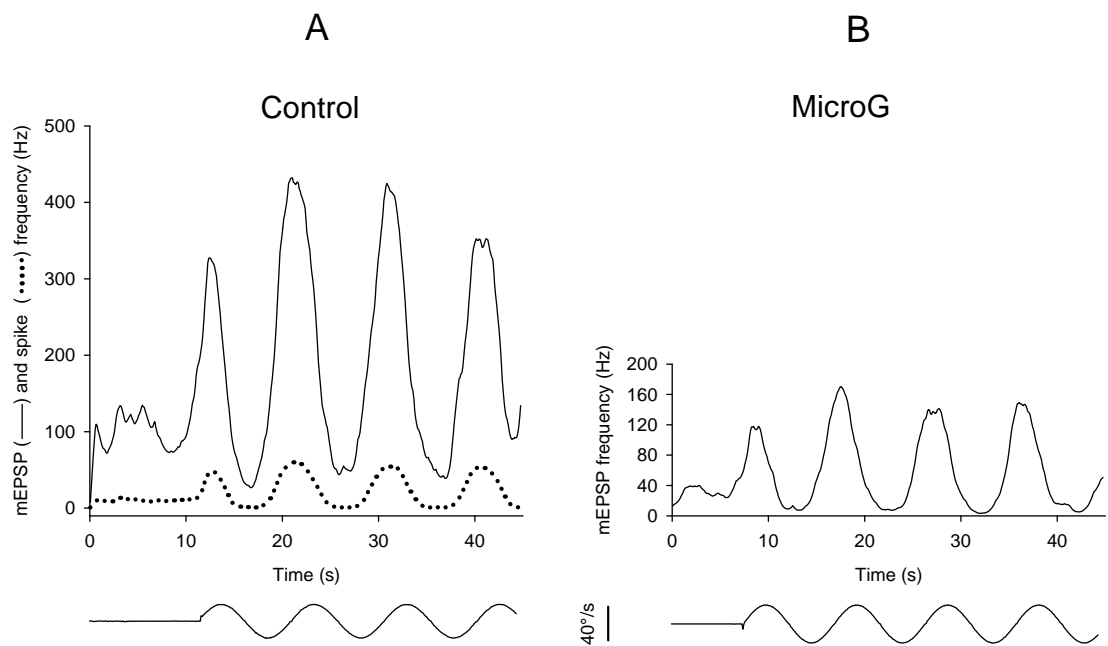 A
B
Control
MicroG
mEPSP ( —— ) and spike ( •••••• ) frequency (Hz)
500
400
300
200
100
0
0
10
20
30
40
Time (s)
mEPSP frequency (Hz)
200
160
120
80
40
0
0
10
20
30
40
Time (s)
40°/s